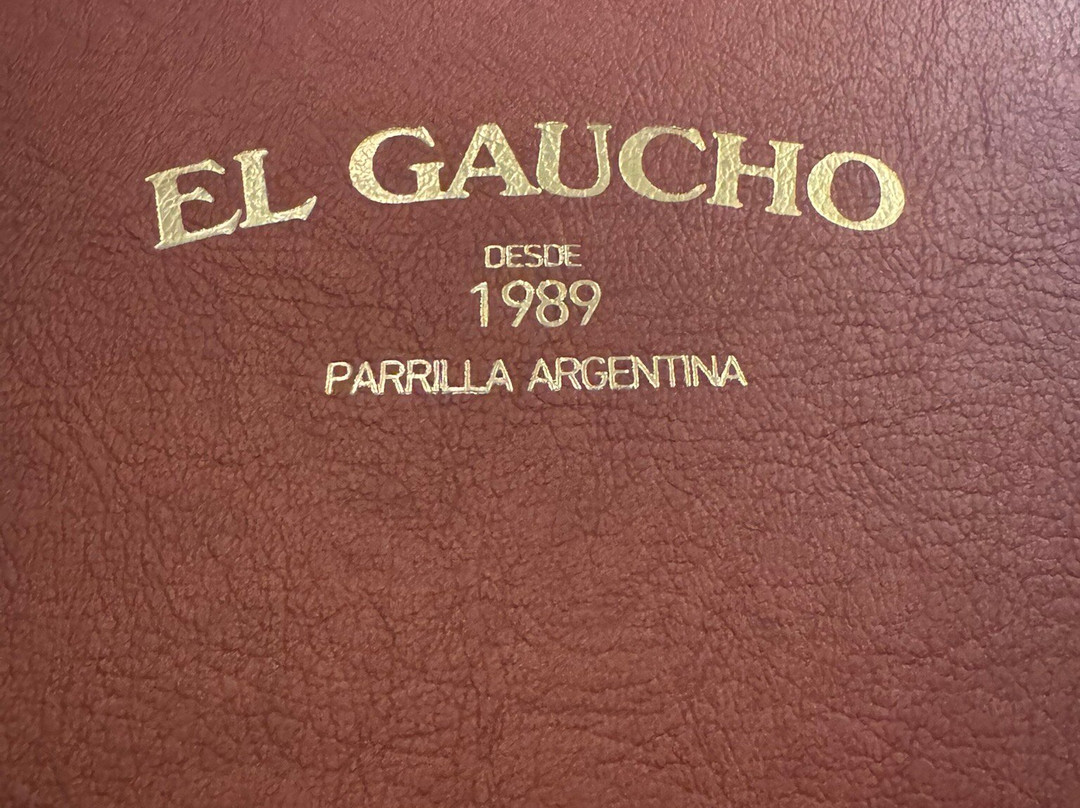 EL GAUCHO
DESDE
1989
PARRILLA ARGENTINA